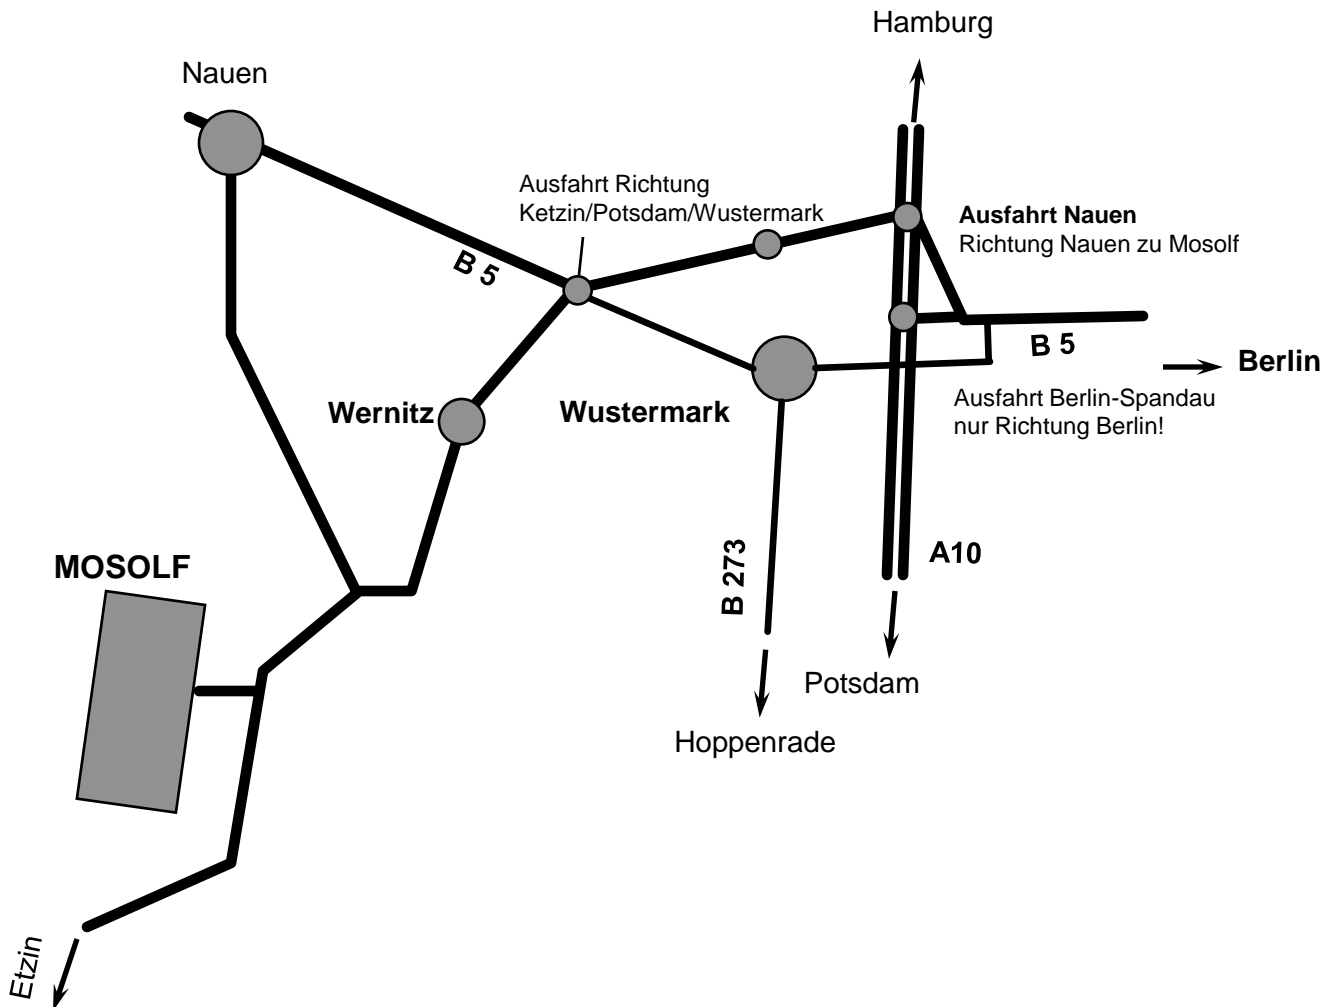 Hamburg
Nauen
Ausfahrt Richtung
Ketzin/Potsdam/Wustermark
Ausfahrt Nauen
Richtung Nauen zu Mosolf
B 5
B 5
Berlin
Ausfahrt Berlin-Spandau
nur Richtung Berlin!
Wernitz
Wustermark
A10
MOSOLF
B 273
Potsdam
Hoppenrade
Etzin